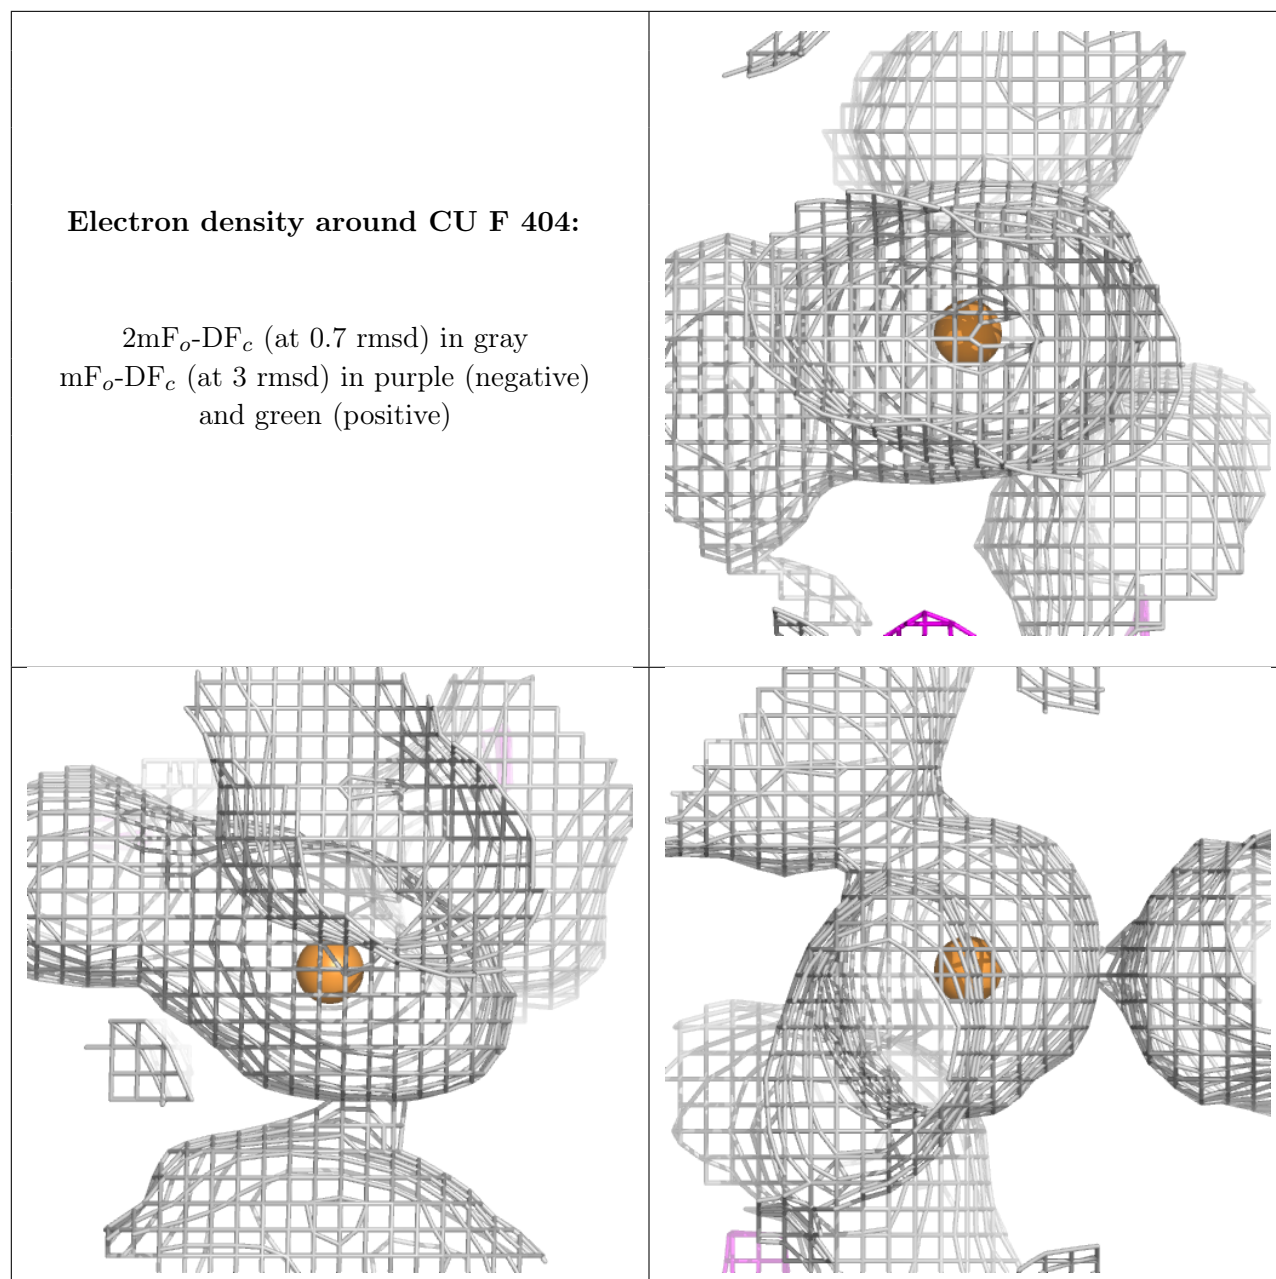 Electron density around CU F 404:
2mFo-DFc (at 0.7 rmsd) in gray
mFo-DFc (at 3 rmsd) in purple (negative)
and green (positive)